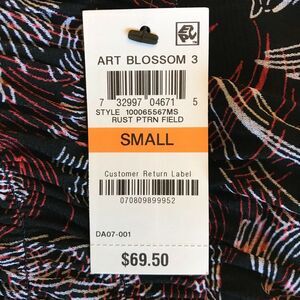 ART BLOSSOM 3
7 32997 04671 5
STYLE 100065567MS
RUST PTRN FIELD
SMALL
Customer Return Label
070809899952
DA07-001
$69.50